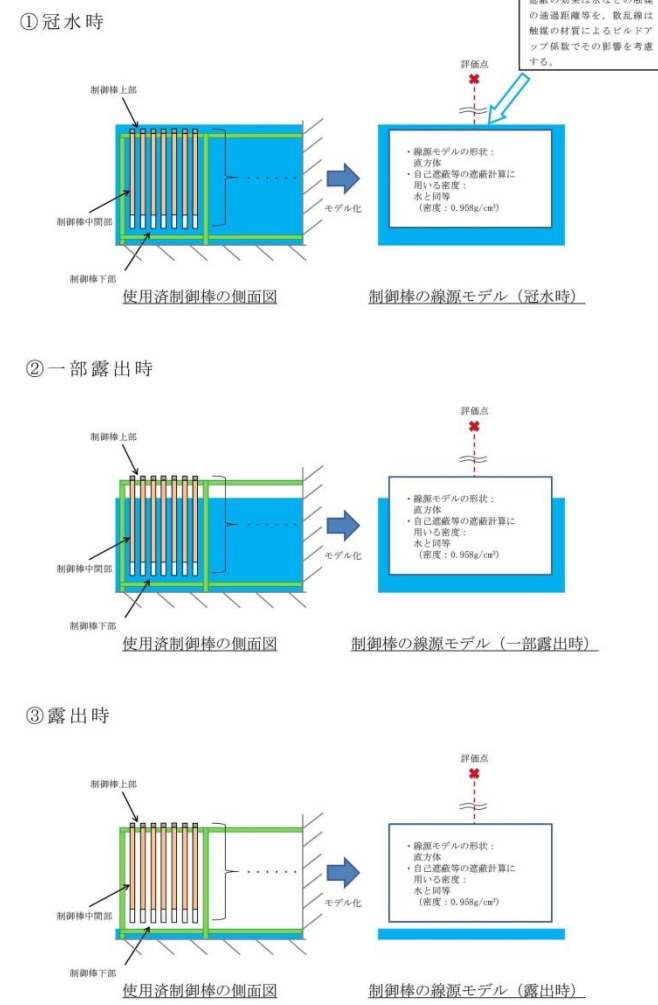 遮蔽の効果は水などの触媒
の通過距離等を，散乱線は
触媒の材質によるビルドア
ップ係数でその影響を考慮
する。
①冠水時
評価点
制御棒上部
・線源モデルの形状：
直方体
・自己遮蔽等の遮蔽計算に
用いる密度：
水と同等
（密度：0.958g/cm³）
モデル化
制御棒中間部
制御棒下部
使用済制御棒の側面図
制御棒の線源モデル（冠水時）
②一部露出時
評価点
制御棒上部
・線源モデルの形状：
直方体
・自己遮蔽等の遮蔽計算に
用いる密度：
水と同等
（密度：0.958g/cm³）
モデル化
制御棒中間部
制御棒下部
使用済制御棒の側面図
制御棒の線源モデル（一部露出時）
③露出時
評価点
制御棒上部
・線源モデルの形状：
直方体
・自己遮蔽等の遮蔽計算に
用いる密度：
水と同等
（密度：0.958g/cm³）
モデル化
制御棒中間部
制御棒下部
使用済制御棒の側面図
制御棒の線源モデル（露出時）